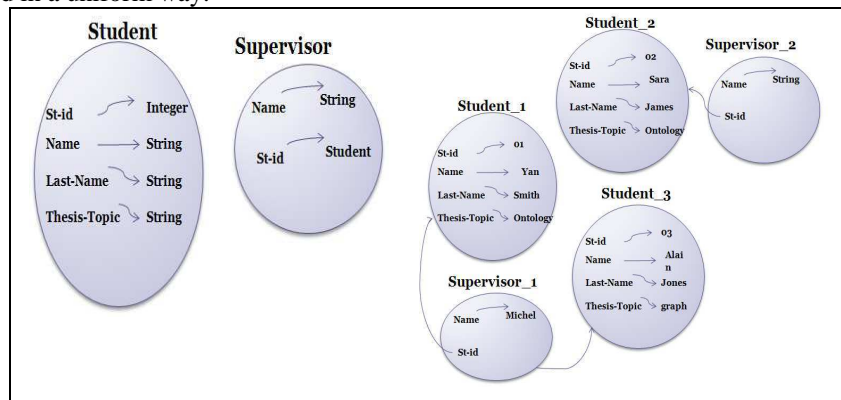 d in a uniform way.
Student
St-id Integer
Name String
Last-Name String
Thesis-Topic String
Supervisor
Name String
St-id Student
Student_1
St-id 01
Name Yan
Last-Name Smith
Thesis-Topic Ontology
Supervisor_1
Name Michel
St-id
Student_2
St-id 02
Name Sara
Last-Name James
Thesis-Topic Ontology
Supervisor_2
Name String
St-id
Student_3
St-id 03
Name Alai
n
Last-Name Jones
Thesis-Topic graph